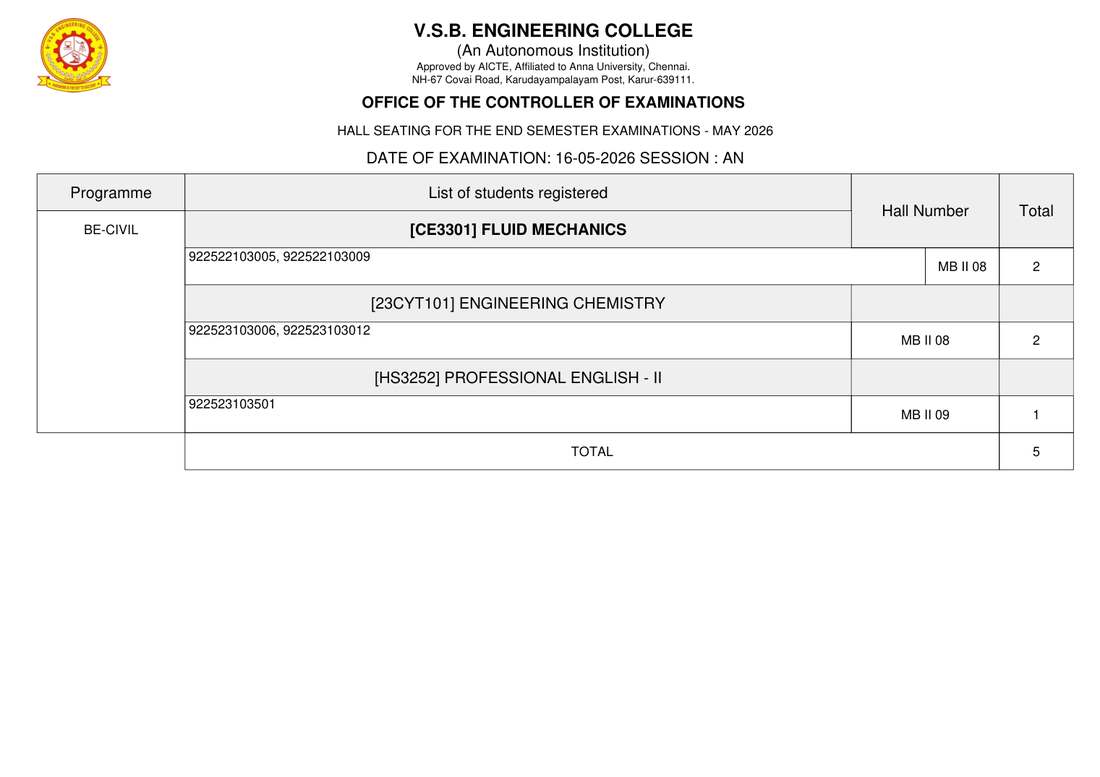 V.S.B. ENGINEERING COLLEGE
(An Autonomous Institution)
Approved by AICTE, Affiliated to Anna University, Chennai.
NH-67 Covai Road, Karudayampalayam Post, Karur-639111.
OFFICE OF THE CONTROLLER OF EXAMINATIONS
HALL SEATING FOR THE END SEMESTER EXAMINATIONS - MAY 2026
DATE OF EXAMINATION: 16-05-2026 SESSION : AN
Programme List of students registered Hall Number Total
BE-CIVIL [CE3301] FLUID MECHANICS
922522103005, 922522103009 MB II 08 2
[23CYT101] ENGINEERING CHEMISTRY
922523103006, 922523103012 MB II 08 2
[HS3252] PROFESSIONAL ENGLISH - II
922523103501 MB II 09 1
TOTAL 5